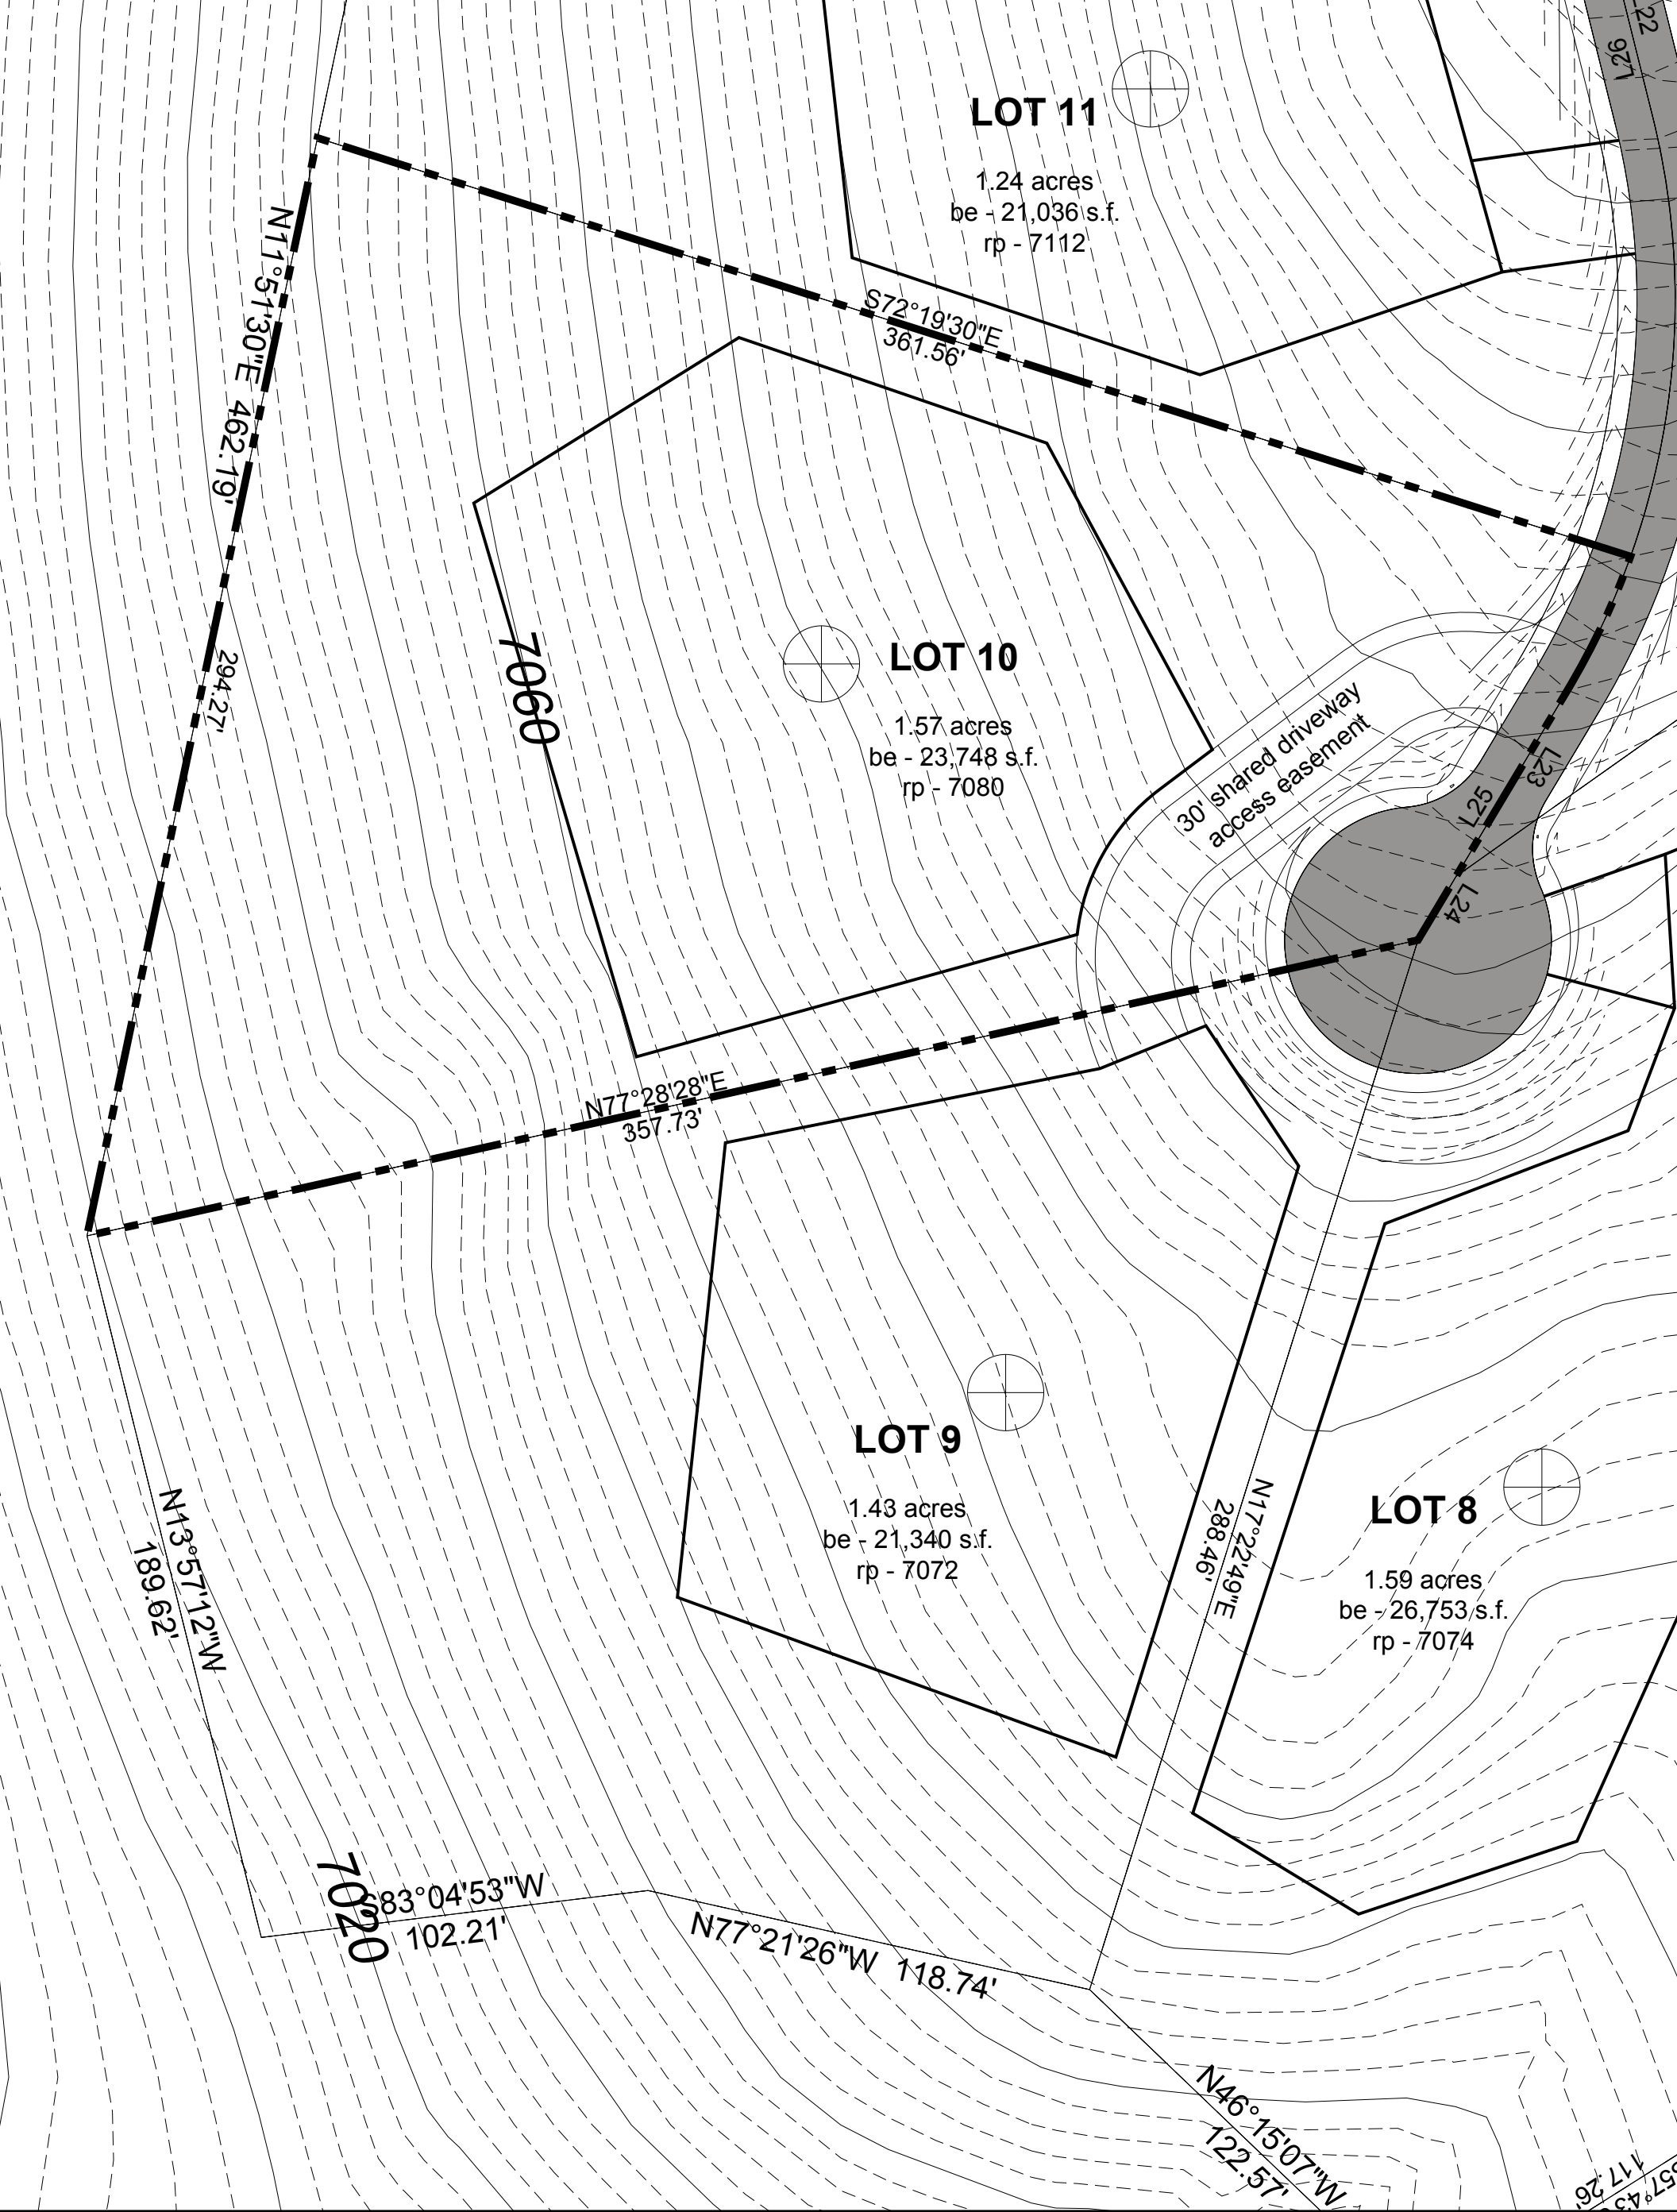 L22
L26
LOT 11
1.24 acres
be - 21,036 s.f.
rp - 7112
N11°51'30"E 462.19'
S72°19'30"E
361.56'
294.27'
7060
LOT 10
1.57 acres
be - 23,748 s.f.
rp - 7080
30' shared driveway
access easement
L23
L25
L24
N77°28'28"E
357.73'
LOT 9
1.43 acres
be - 21,340 s.f.
rp - 7072
N17°22'49"E
288.46'
LOT 8
1.59 acres
be - 26,753 s.f.
rp - 7074
N13°57'12"W
189.62'
7020
S83°04'53"W
102.21'
N77°21'26"W 118.74'
N46°15'07"W
122.57'
117.26'